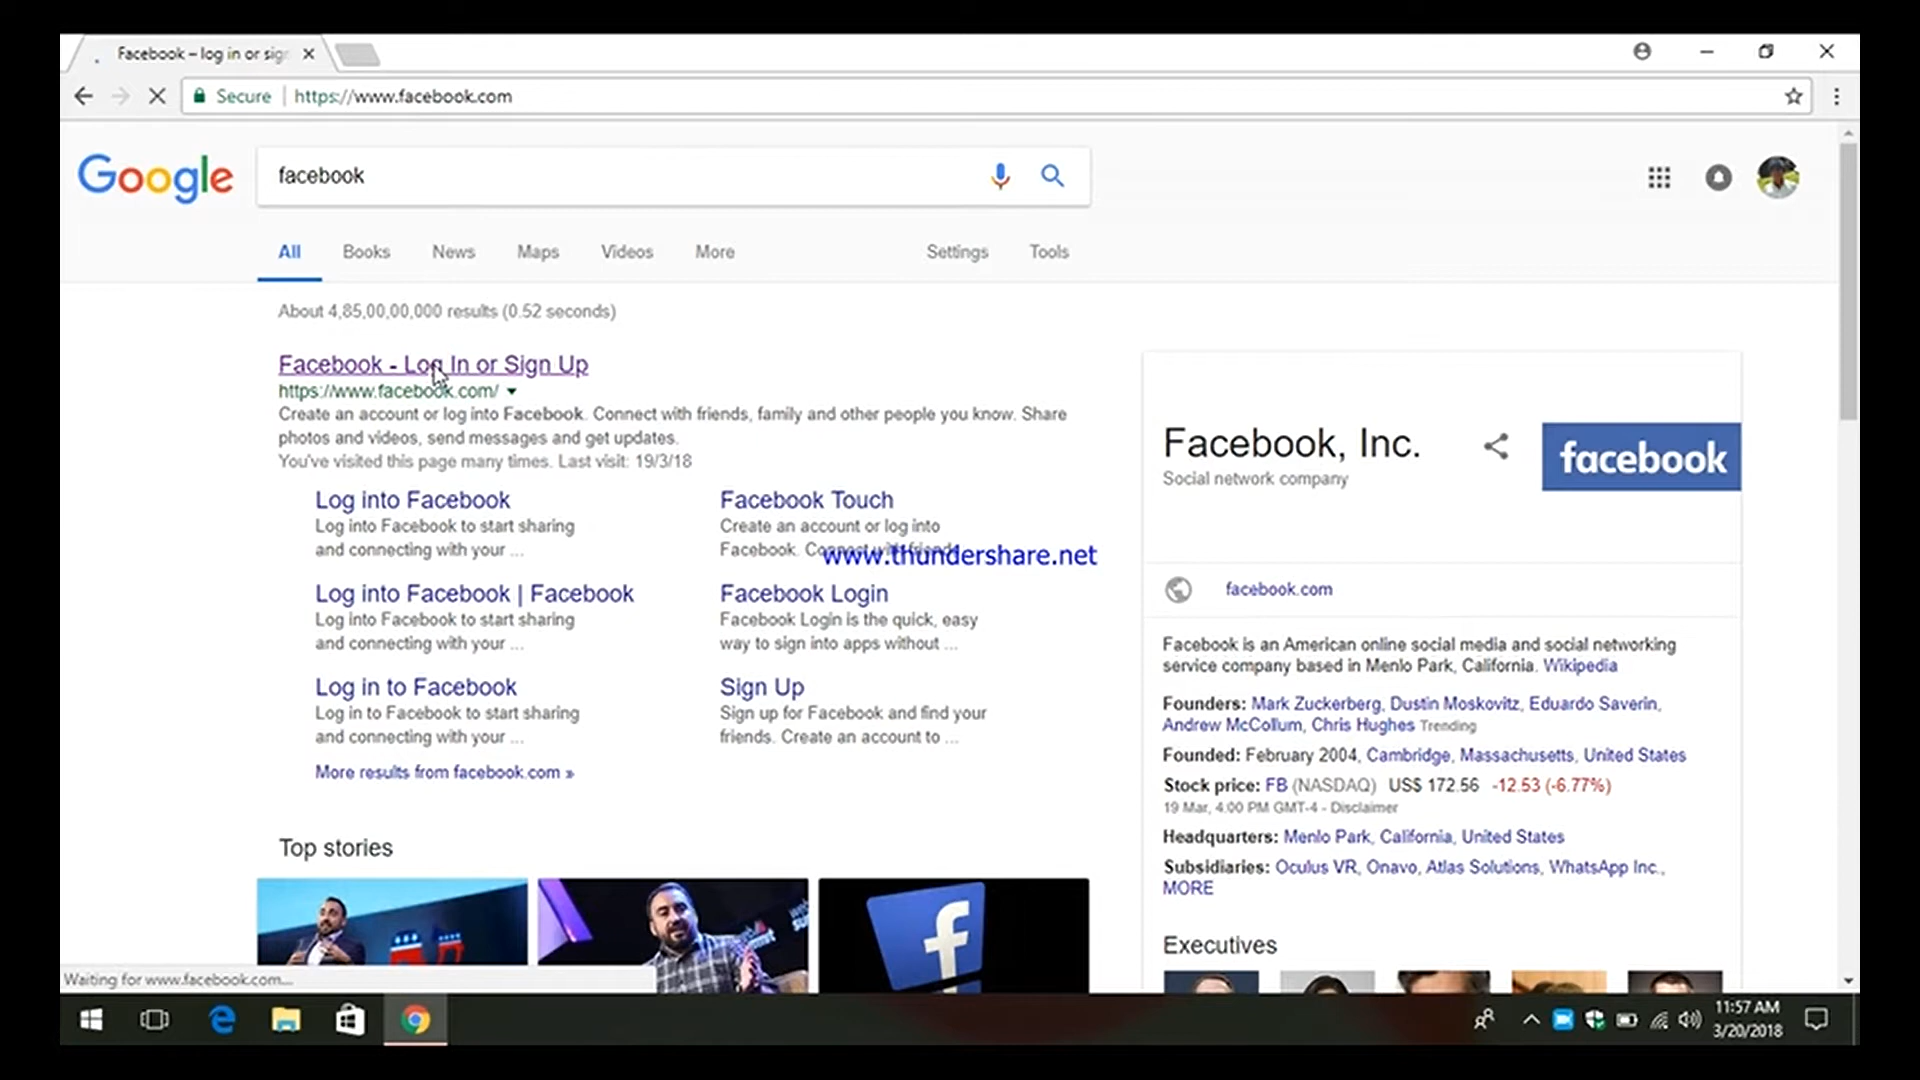 Facebook – log in or sig
Secure
https://www.facebook.com
Google
facebook
All
Books
News
Maps
Videos
More
Settings
Tools
About 4,85,00,00,000 results (0.52 seconds)
Facebook - Log In or Sign Up
https://www.facebook.com/
Create an account or log into Facebook. Connect with friends, family and other people you know. Share
photos and videos, send messages and get updates.
You've visited this page many times. Last visit: 19/3/18
Log into Facebook
Log into Facebook to start sharing
and connecting with your ...
Facebook Touch
Create an account or log into
Facebook. Connect with friends
www.thundershare.net
Log into Facebook | Facebook
Log into Facebook to start sharing
and connecting with your ...
Facebook Login
Facebook Login is the quick, easy
way to sign into apps without ...
Log in to Facebook
Log in to Facebook to start sharing
and connecting with your ...
Sign Up
Sign up for Facebook and find your
friends. Create an account to ...
More results from facebook.com »
Top stories
Facebook, Inc.
Social network company
facebook
facebook.com
Facebook is an American online social media and social networking
service company based in Menlo Park, California. Wikipedia
Founders: Mark Zuckerberg, Dustin Moskovitz, Eduardo Saverin,
Andrew McCollum, Chris Hughes Trending
Founded: February 2004, Cambridge, Massachusetts, United States
Stock price: FB (NASDAQ) US$ 172.56 -12.53 (-6.77%)
19 Mar, 4:00 PM GMT-4 - Disclaimer
Headquarters: Menlo Park, California, United States
Subsidiaries: Oculus VR, Onavo, Atlas Solutions, WhatsApp Inc.,
MORE
Executives
Waiting for www.facebook.com...
11:57 AM
3/20/2018